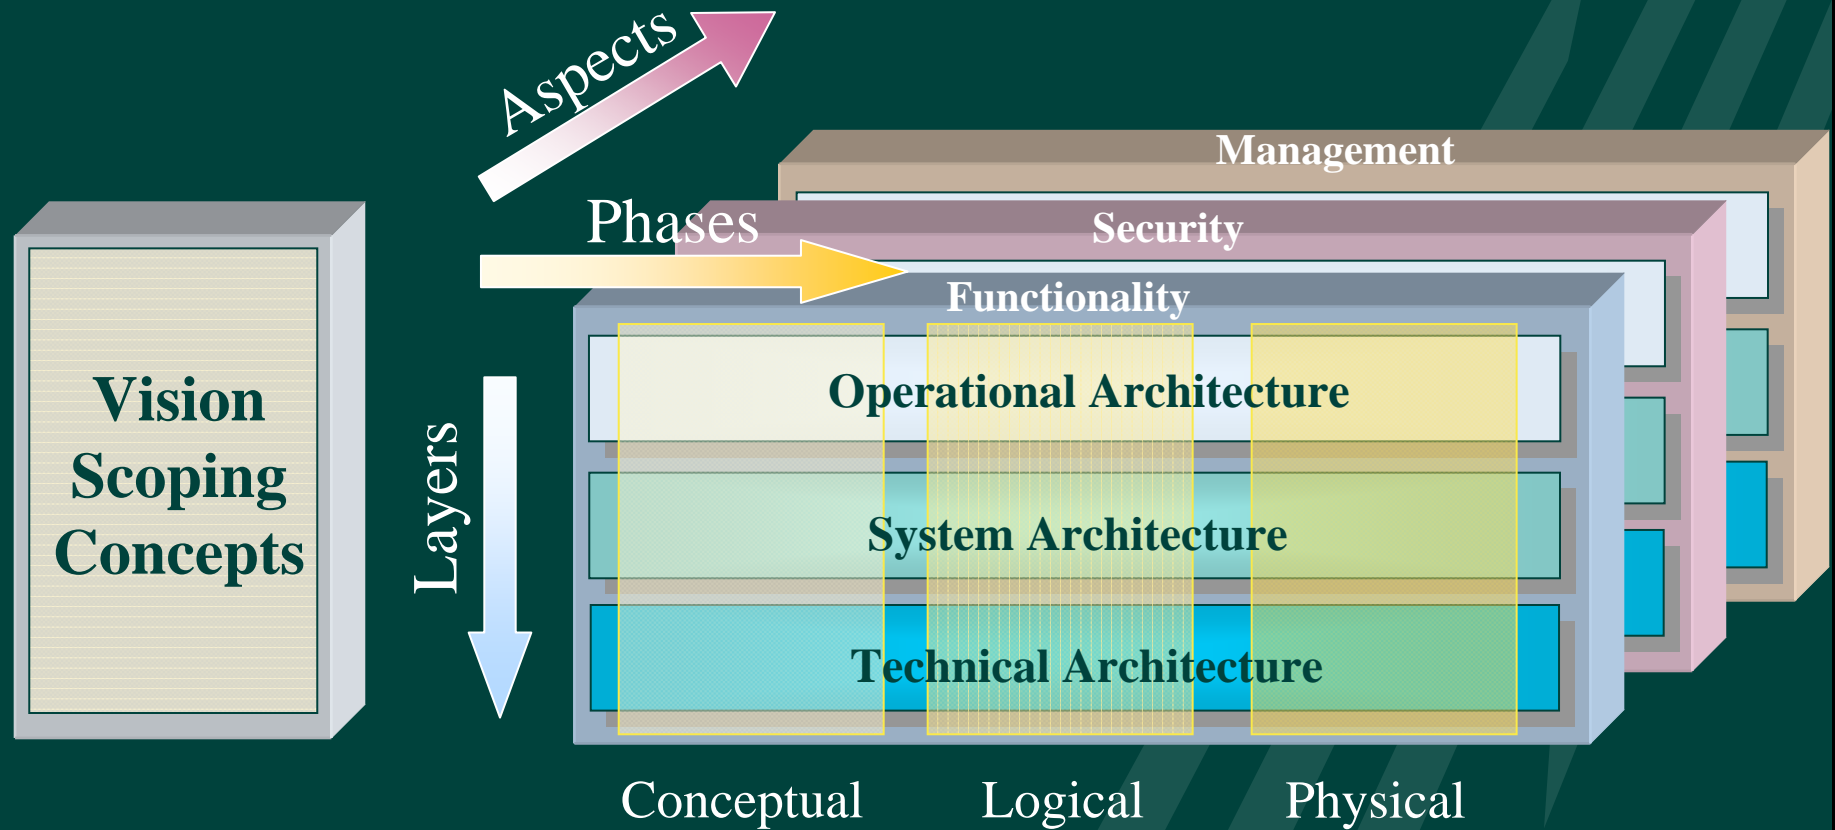 Aspects
Management
Phases
Security
Functionality
Vision
Scoping
Concepts
Layers
Operational Architecture
System Architecture
Technical Architecture
Conceptual
Logical
Physical